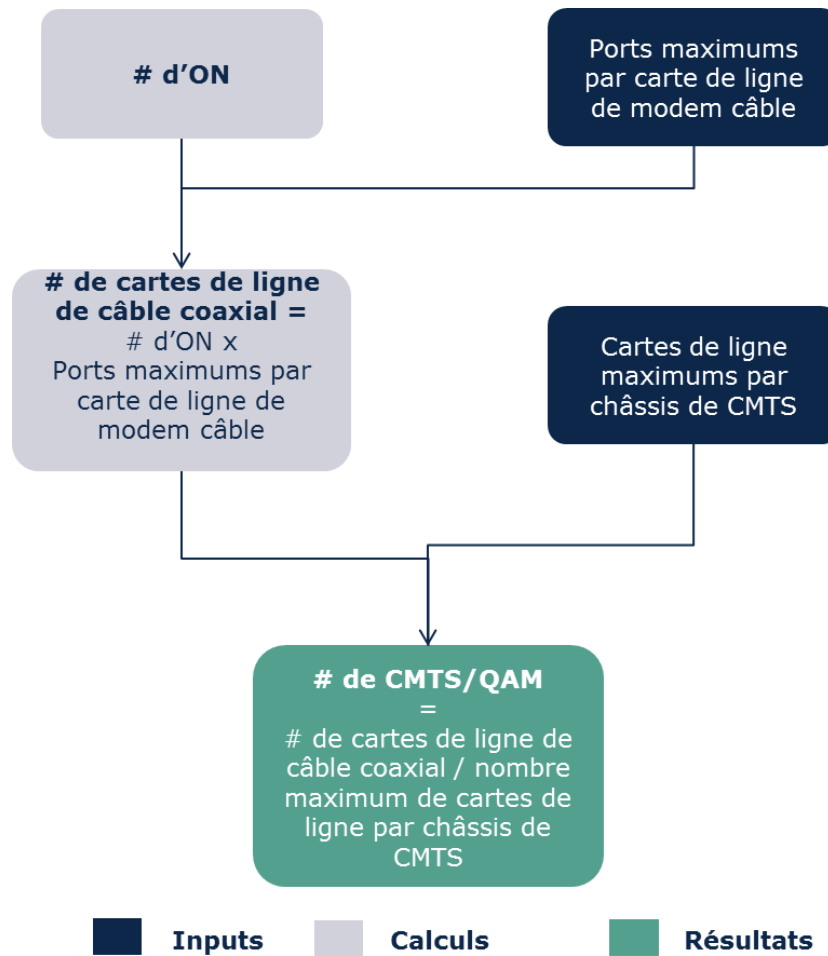 # d’ON
Ports maximums
par carte de ligne
de modem câble
# de cartes de ligne
de câble coaxial =
# d’ON x
Ports maximums par
carte de ligne de
modem câble
Cartes de ligne
maximums par
châssis de CMTS
# de CMTS/QAM
=
# de cartes de ligne de
câble coaxial / nombre
maximum de cartes de
ligne par châssis de
CMTS
Inputs
Calculs
Résultats